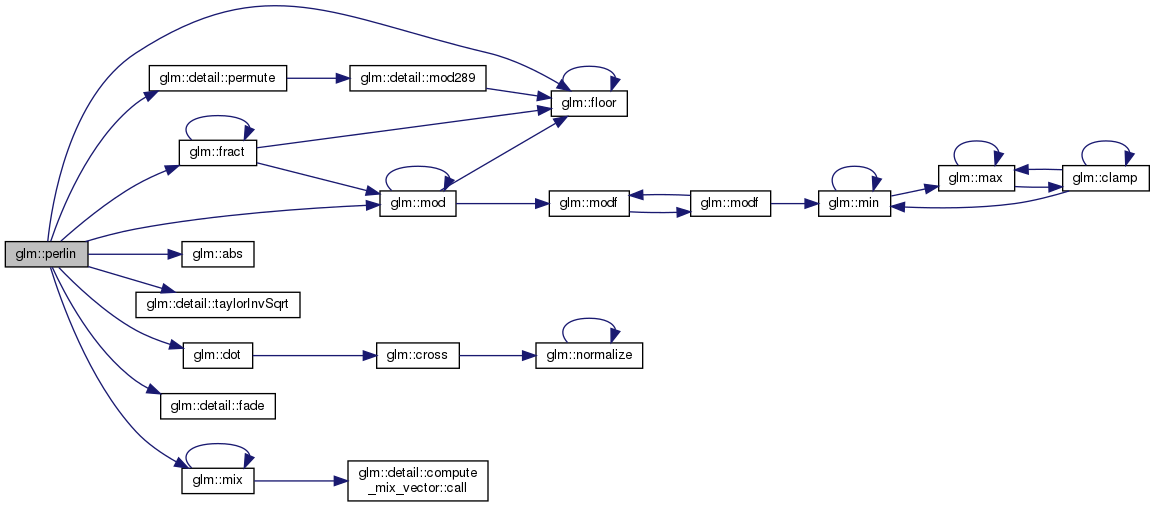 glm::perlin
glm::detail::permute
glm::detail::mod289
glm::floor
glm::fract
glm::mod
glm::modf
glm::modf
glm::min
glm::max
glm::clamp
glm::abs
glm::detail::taylorInvSqrt
glm::dot
glm::cross
glm::normalize
glm::detail::fade
glm::mix
glm::detail::compute
_mix_vector::call